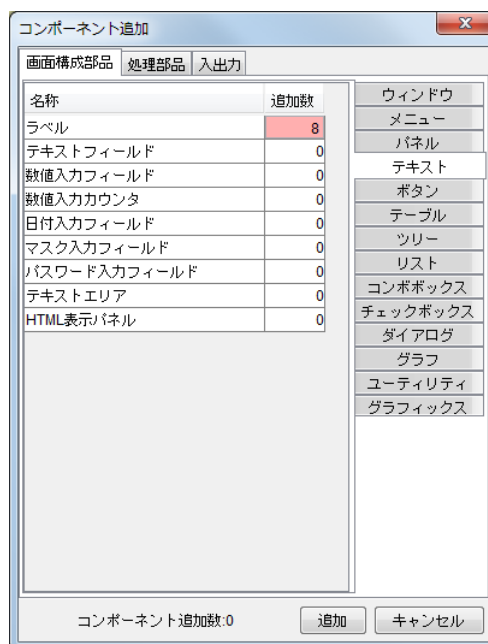 コンポーネント追加
画面構成部品 処理部品 入出力
名称 追加数
ラベル 8
テキストフィールド 0
数値入力フィールド 0
数値入力カウンタ 0
日付入力フィールド 0
マスク入力フィールド 0
パスワード入力フィールド 0
テキストエリア 0
HTML表示パネル 0
ウィンドウ
メニュー
パネル
テキスト
ボタン
テーブル
ツリー
リスト
コンボボックス
チェックボックス
ダイアログ
グラフ
ユーティリティ
グラフィックス
コンポーネント追加数:0 追加 キャンセル